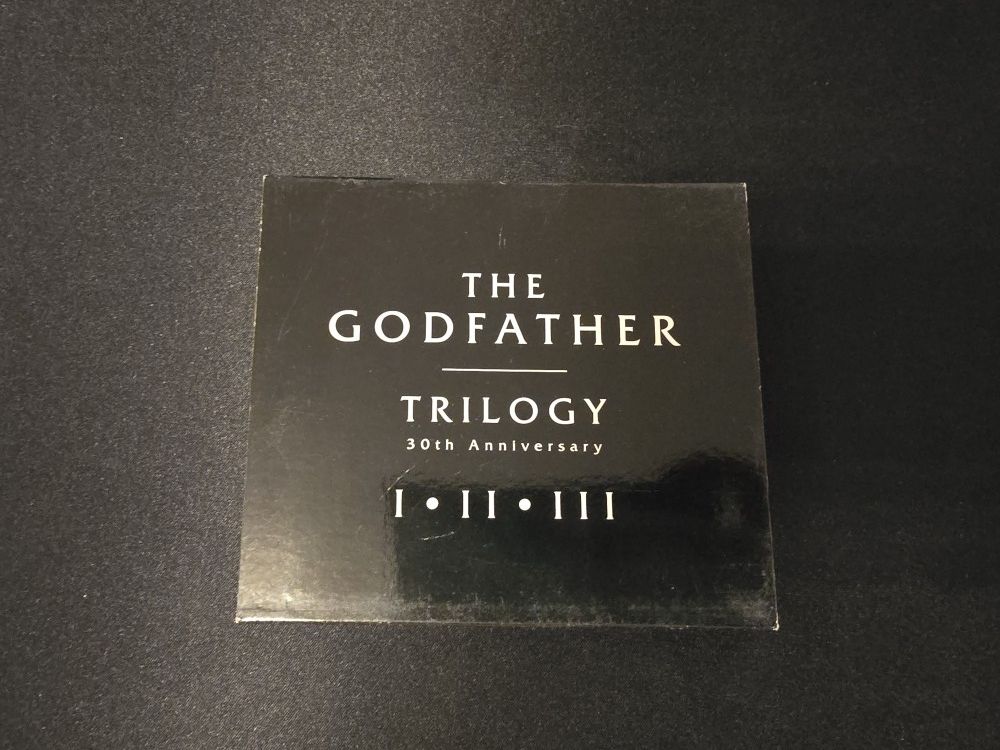 THE
GODFATHER
TRILOGY
30th Anniversary
I • II • III